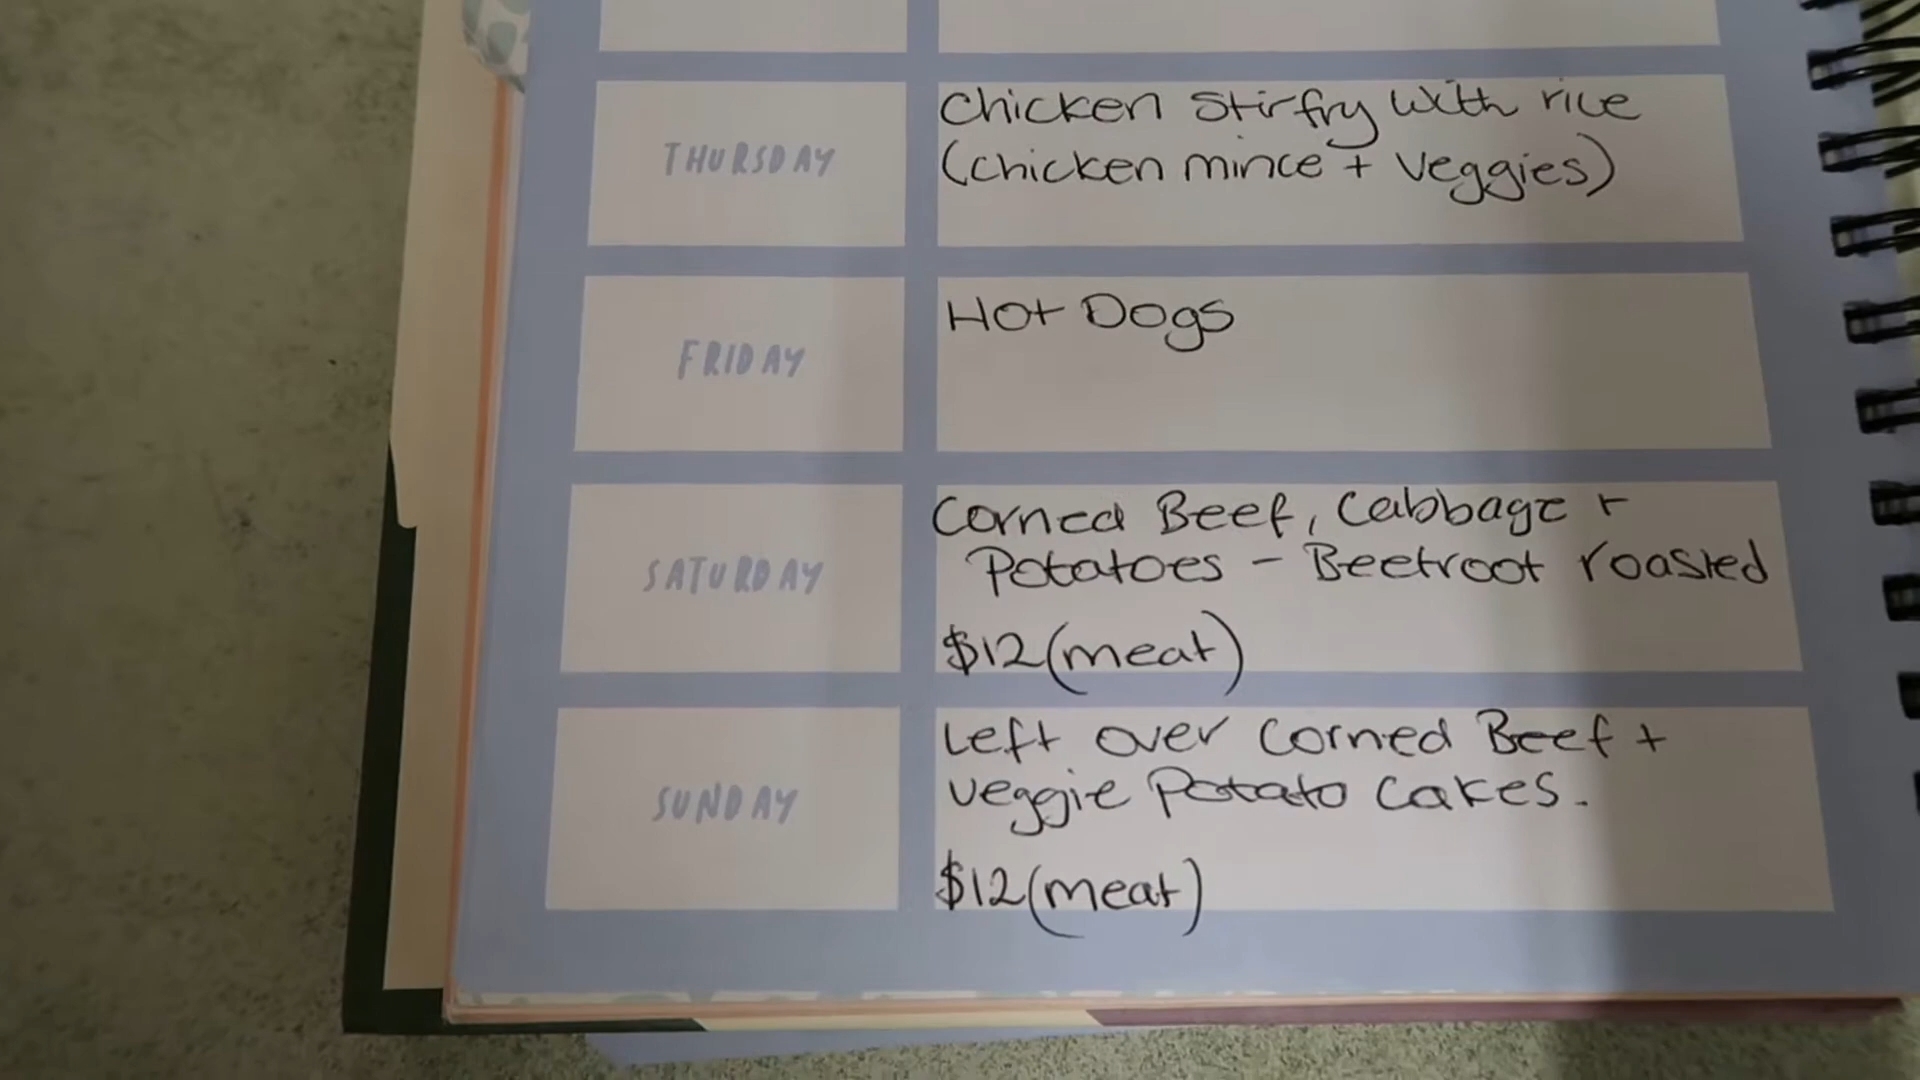 THURSDAY
Chicken Stirfry with rice
(chicken mince + veggies)
FRIDAY
Hot Dogs
SATURDAY
Corned Beef, Cabbage +
Potatoes - Beetroot roasted
$12 (meat)
SUNDAY
Left over Corned Beef +
veggie Potato Cakes.
$12 (meat)